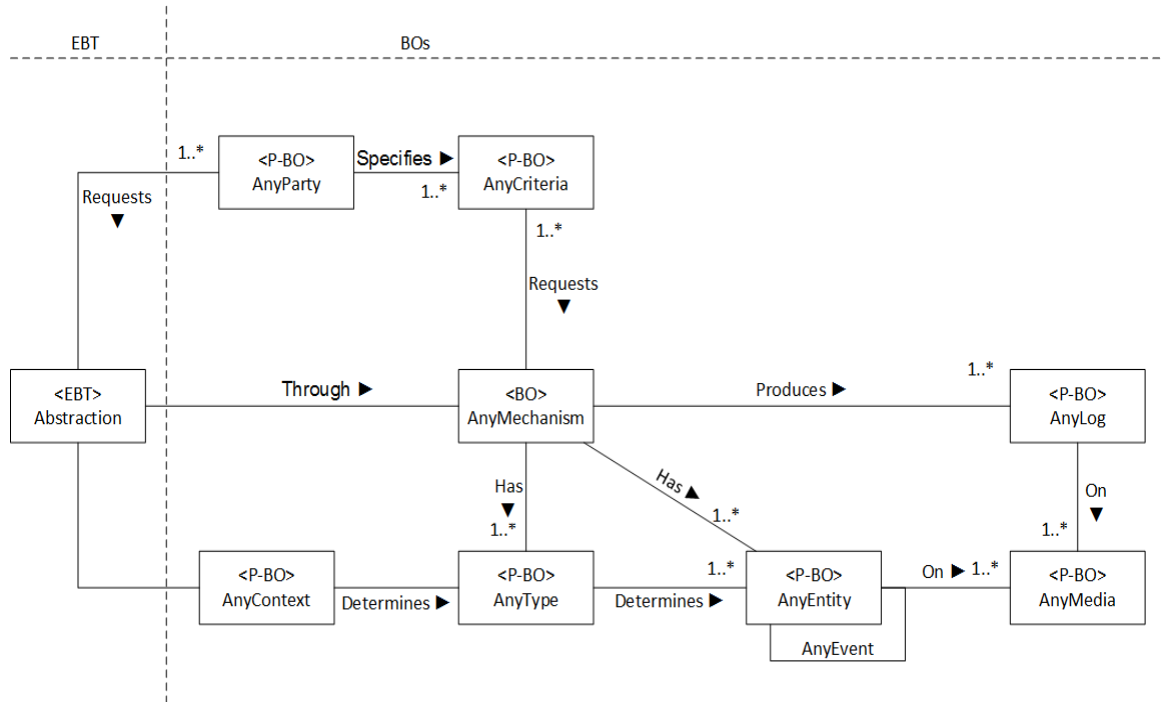 EBT
BOs
1..*
<P-BO>
AnyParty
Specifies ►
1..*
<P-BO>
AnyCriteria
Requests
▼
1..*
Requests
▼
<EBT>
Abstraction
Through ►
<BO>
AnyMechanism
Produces ►
1..*
<P-BO>
AnyLog
Has
▼
1..*
Has ▲
1..*
On
▼
1..*
<P-BO>
AnyContext
Determines ►
<P-BO>
AnyType
Determines ►
1..*
<P-BO>
AnyEntity
AnyEvent
On ►
1..*
<P-BO>
AnyMedia